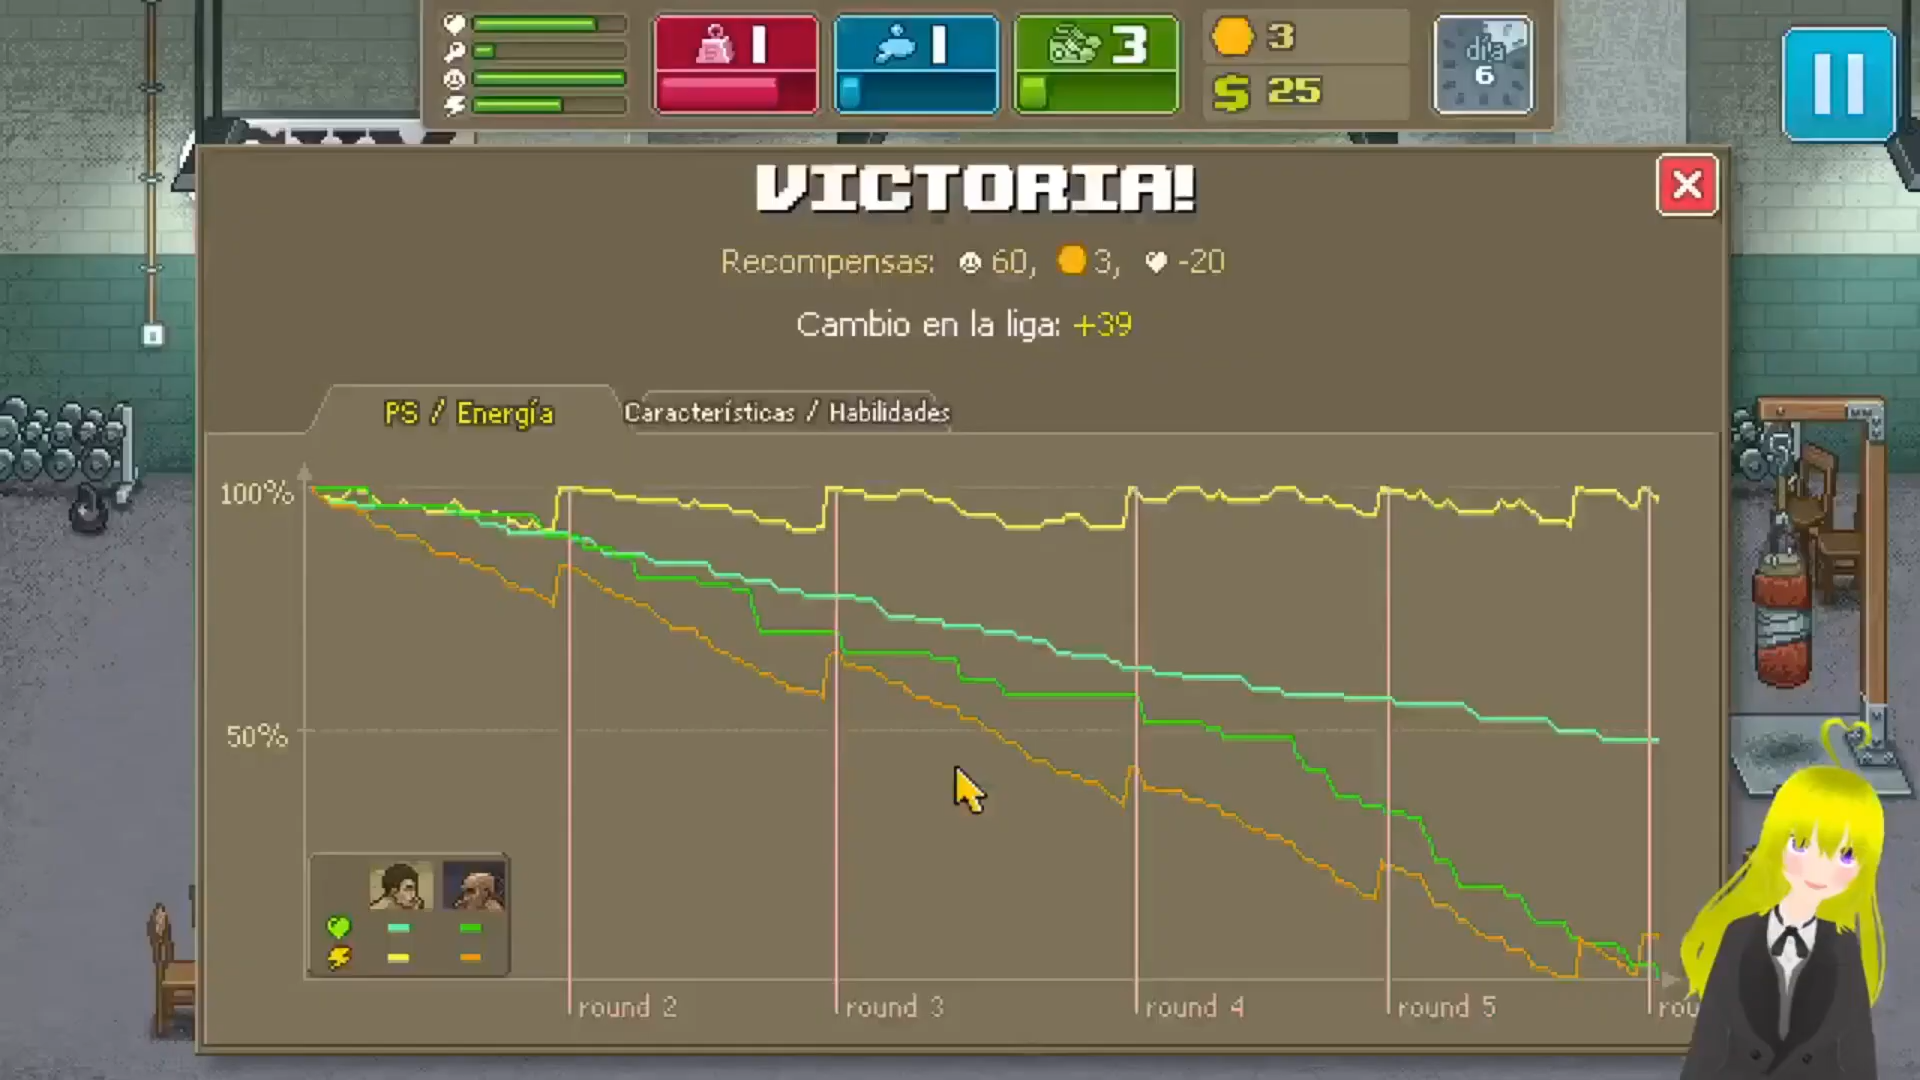 1
1
3
3
25
día
6
VICTORIA!
Recompensas: 60, 3, -20
Cambio en la liga: +39
PS / Energía
Características / Habilidades
100%
50%
round 2
round 3
round 4
round 5
rou